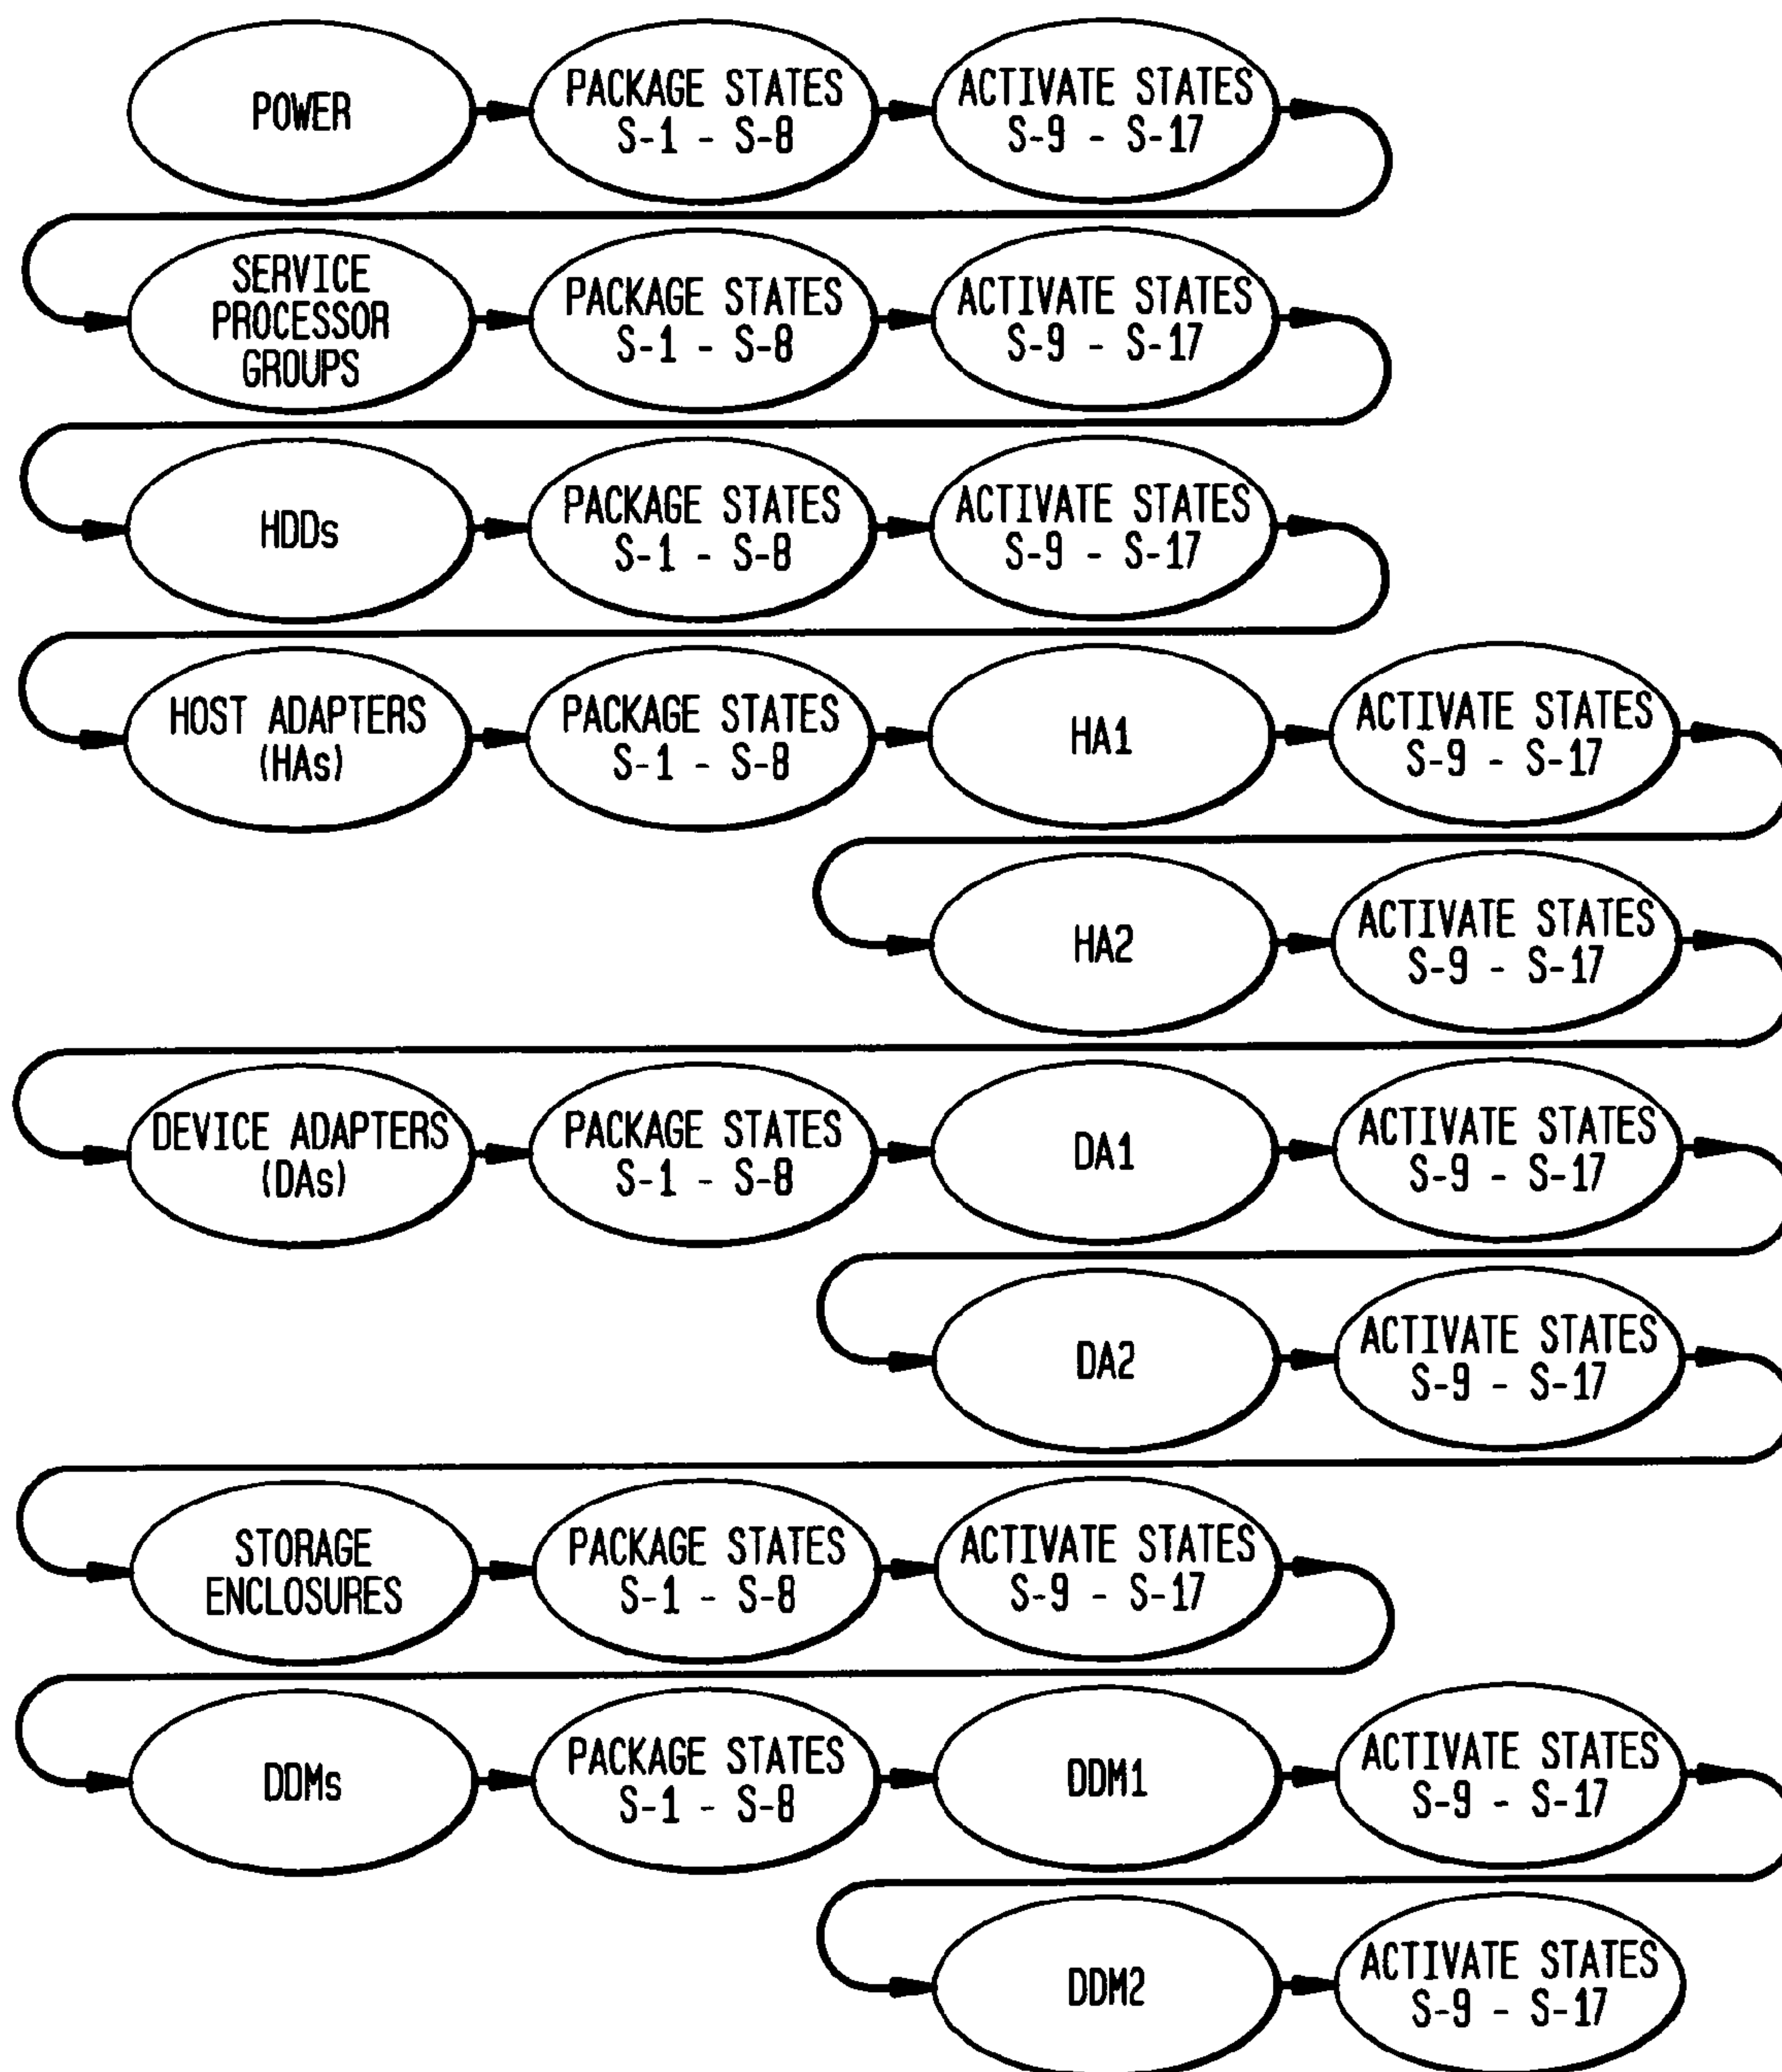 POWER
PACKAGE STATES
S-1 - S-8
ACTIVATE STATES
S-9 - S-17
SERVICE
PROCESSOR
GROUPS
PACKAGE STATES
S-1 - S-8
ACTIVATE STATES
S-9 - S-17
HDDs
PACKAGE STATES
S-1 - S-8
ACTIVATE STATES
S-9 - S-17
HOST ADAPTERS
(HAs)
PACKAGE STATES
S-1 - S-8
HA1
ACTIVATE STATES
S-9 - S-17
HA2
ACTIVATE STATES
S-9 - S-17
DEVICE ADAPTERS
(DAs)
PACKAGE STATES
S-1 - S-8
DA1
ACTIVATE STATES
S-9 - S-17
DA2
ACTIVATE STATES
S-9 - S-17
STORAGE
ENCLOSURES
PACKAGE STATES
S-1 - S-8
ACTIVATE STATES
S-9 - S-17
DDMs
PACKAGE STATES
S-1 - S-8
DDM1
ACTIVATE STATES
S-9 - S-17
DDM2
ACTIVATE STATES
S-9 - S-17